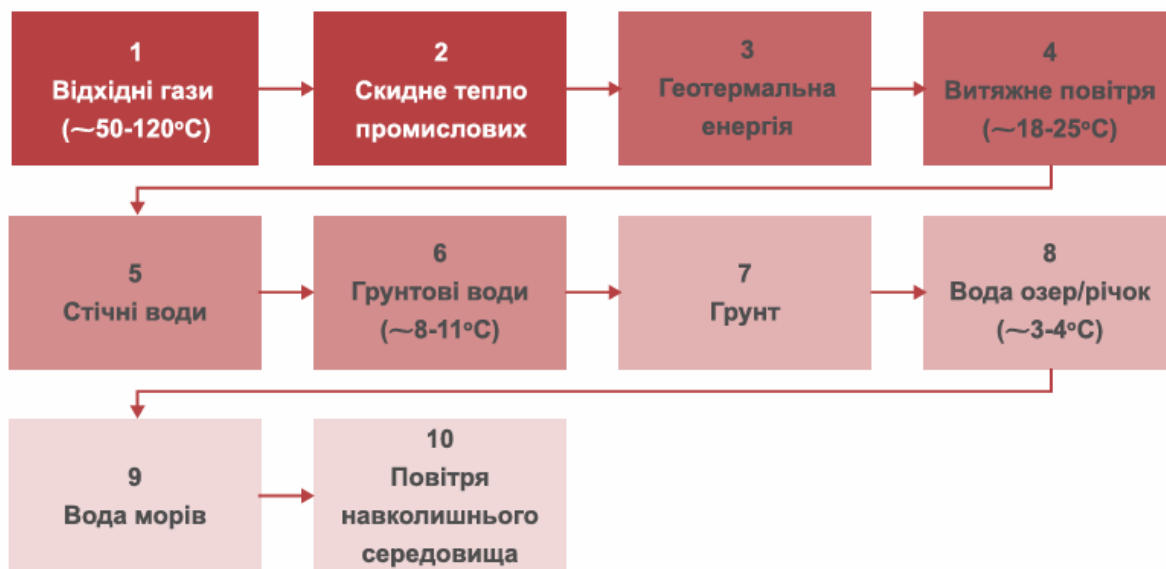 1
Відхідні гази
(~50-120°C)
2
Скидне тепло
промислових
3
Геотермальна
енергія
4
Витяжне повітря
(~18-25°C)
5
Стічні води
6
Грунтові води
(~8-11°C)
7
Грунт
8
Вода озер/річок
(~3-4°C)
9
Вода морів
10
Повітря
навколишнього
середовища